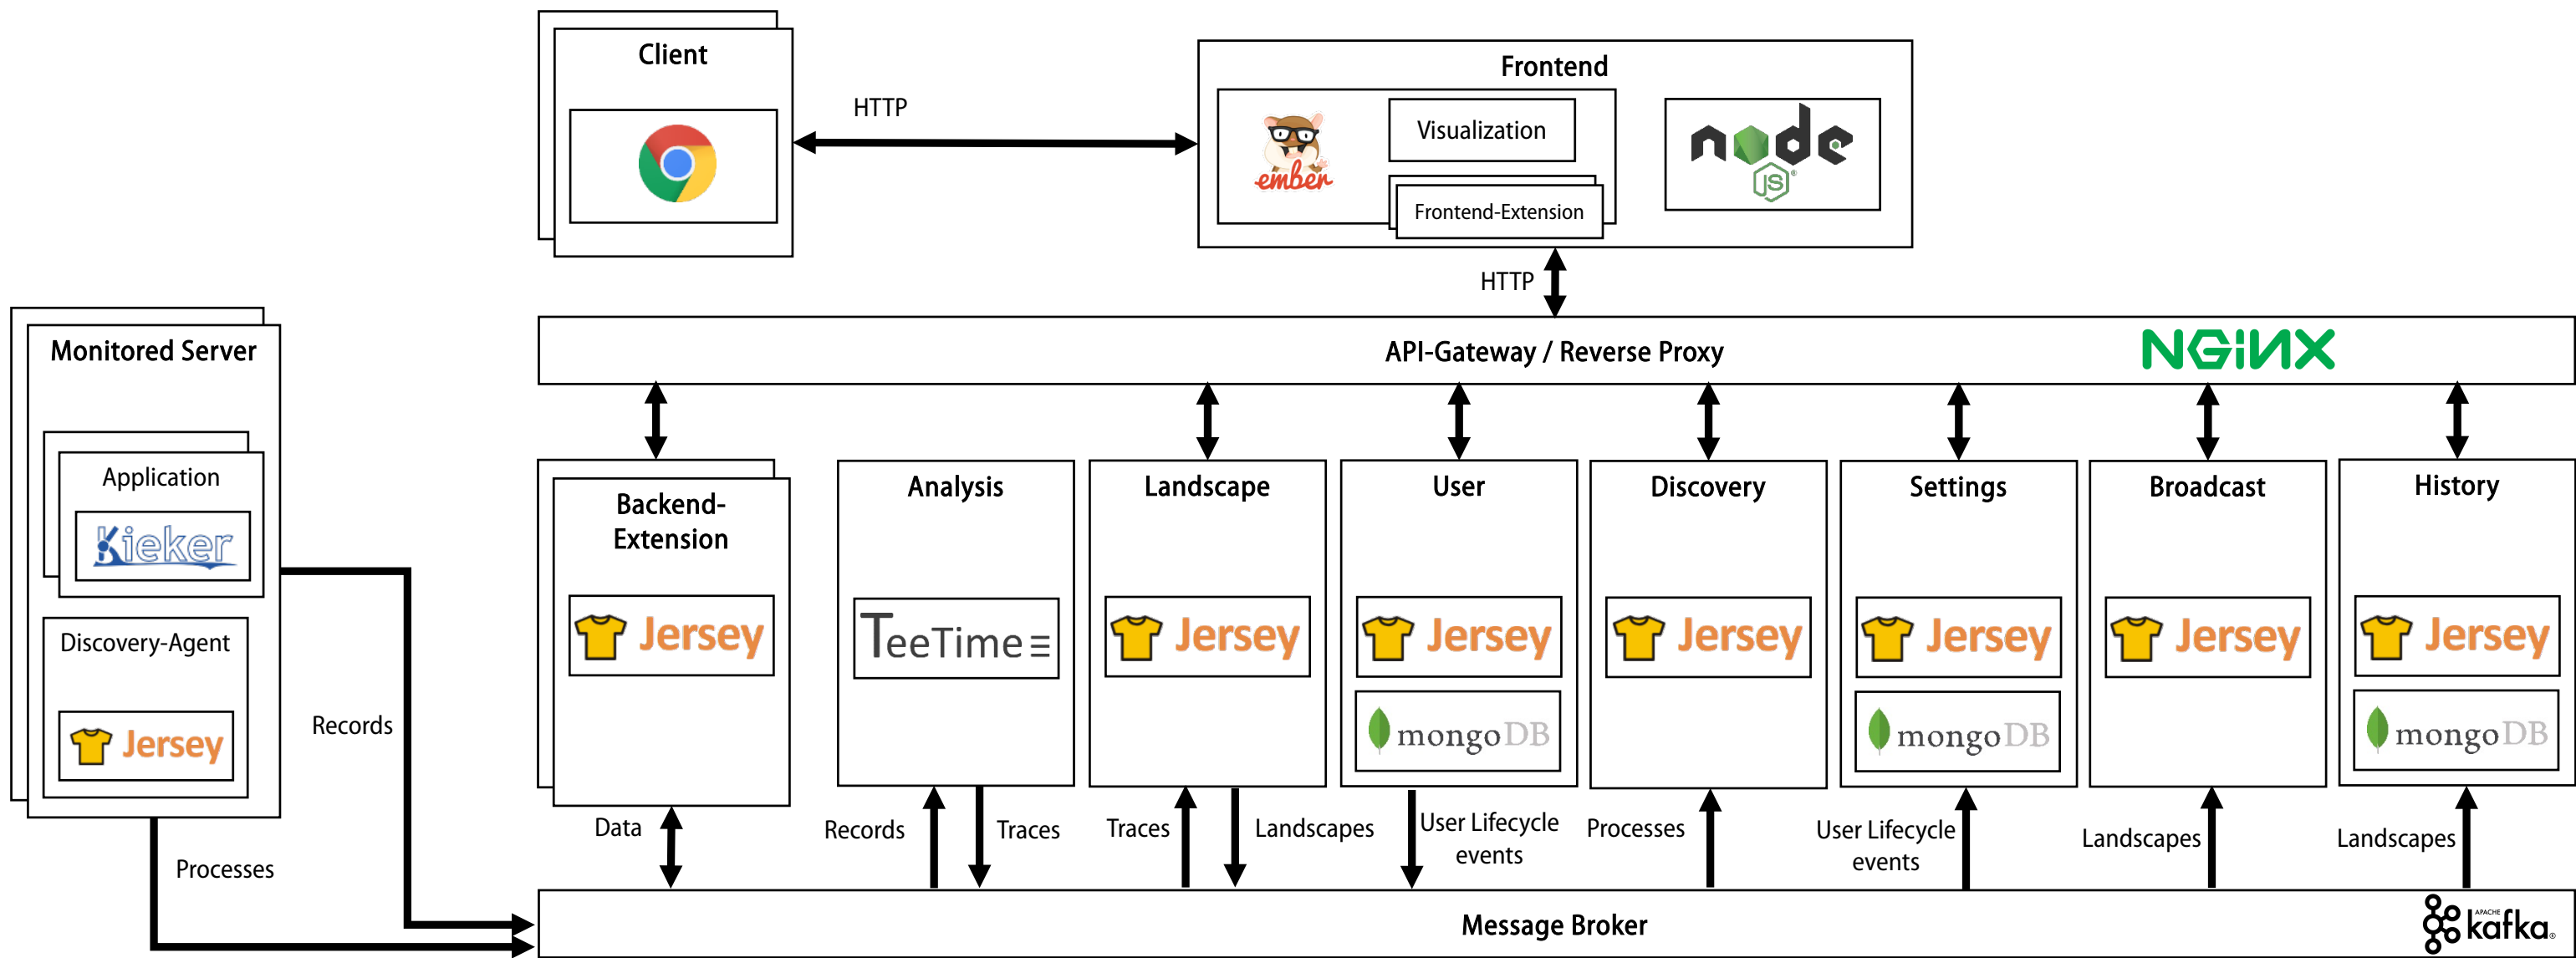 Client
HTTP
Frontend
ember
Visualization
Frontend-Extension
node
JS
®
HTTP
API-Gateway / Reverse Proxy
NGiNX
Monitored Server
Application
Kieker
Discovery-Agent
Jersey
Records
Processes
Backend-
Extension
Jersey
Data
Analysis
TeeTime
Records
Traces
Landscape
Jersey
Traces
Landscapes
User
Jersey
mongoDB
User Lifecycle
events
Discovery
Jersey
Processes
Settings
Jersey
mongoDB
User Lifecycle
events
Broadcast
Jersey
Landscapes
History
Jersey
mongoDB
Landscapes
Message Broker
APACHE
kafka®